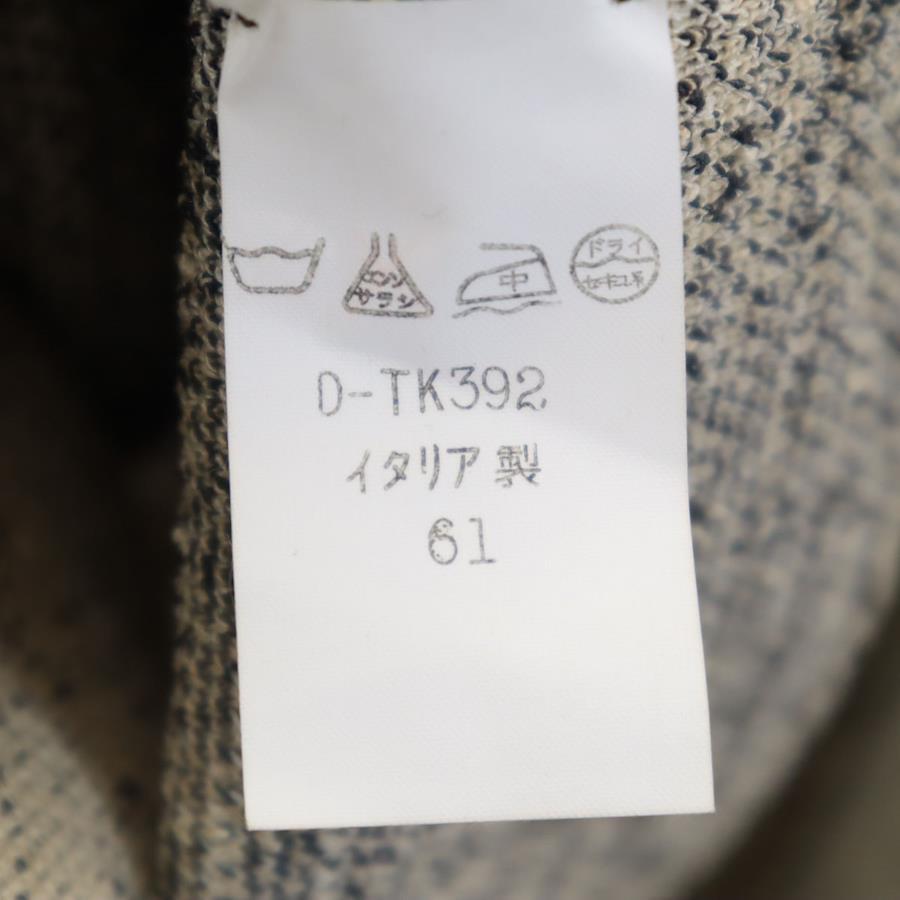 エンソ
サラシ
中
ドライ
セキユ系
D-TK392
イタリア製
61